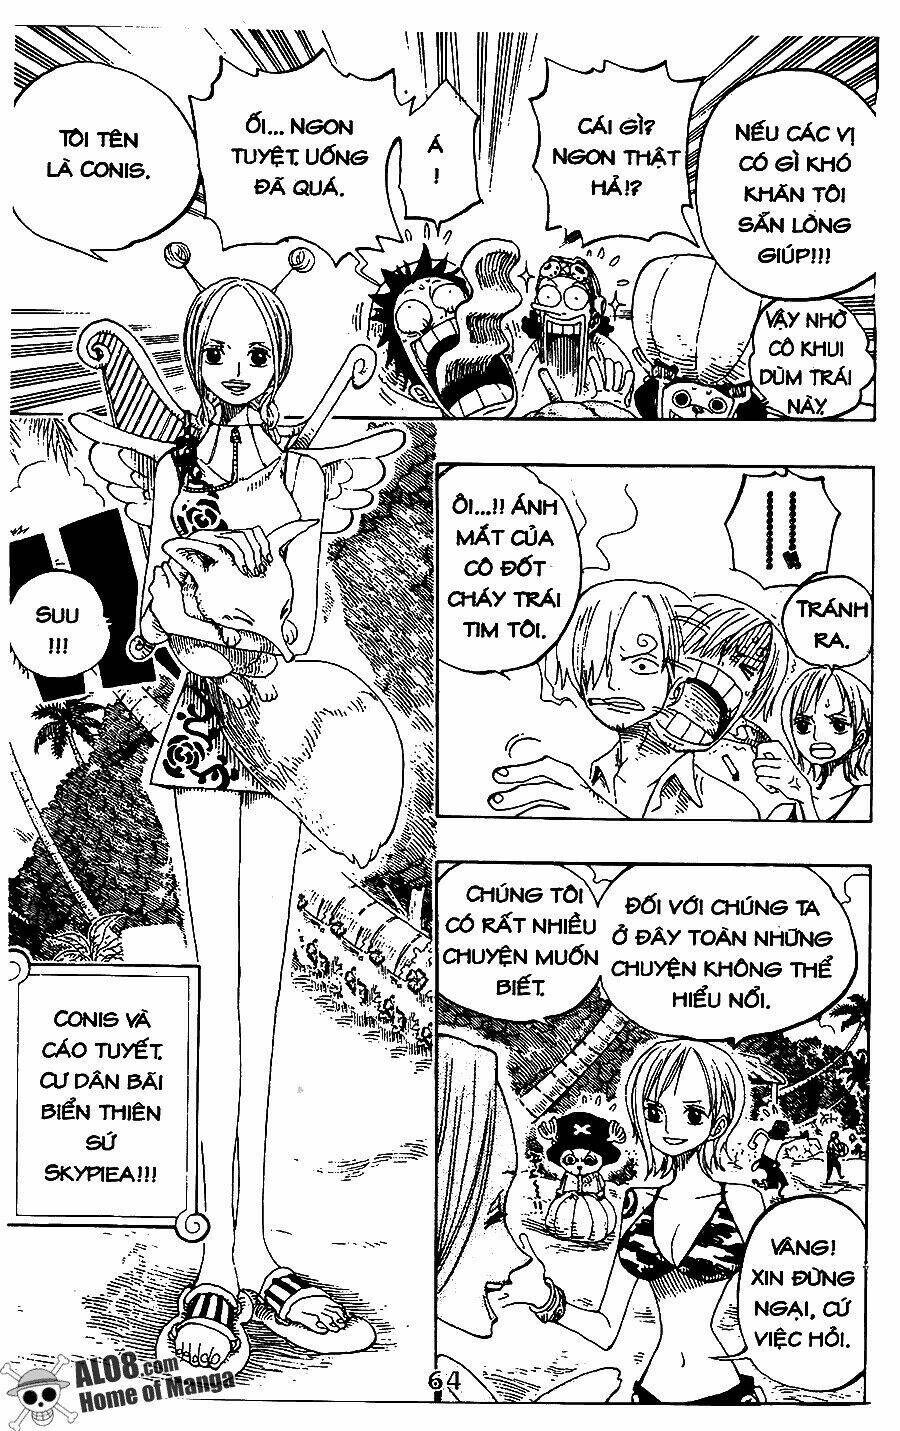 NẾU CÁC VỊ
CÓ GÌ KHÓ
KHĂN TÔI
SẴN LÒNG
GIÚP!!!
CÁI GÌ?
NGON THẬT
HẢ!?
Á
!
ỐI... NGON
TUYỆT. UỐNG
ĐÃ QUÁ.
TÔI TÊN
LÀ CONIS.
VẬY NHỜ
CÔ KHUI
DÙM TRÁI
NÀY.
SUU
!!!
CONIS VÀ
CÁO TUYẾT.
CƯ DÂN BÃI
BIỂN THIÊN
SỨ
SKYPIEA!!!
ÔI...!! ÁNH
MẮT CỦA
CÔ ĐỐT
CHÁY TRÁI
TIM TÔI.
TRÁNH
RA.
ĐỐI VỚI CHÚNG TA
Ở ĐÂY TOÀN NHỮNG
CHUYỆN KHÔNG THỂ
HIỂU NỔI.
CHÚNG TÔI
CÓ RẤT NHIỀU
CHUYỆN MUỐN
BIẾT.
VÂNG!
XIN ĐỪNG
NGẠI, CỨ
VIỆC HỎI.
64
ALO8.com
Home of Manga